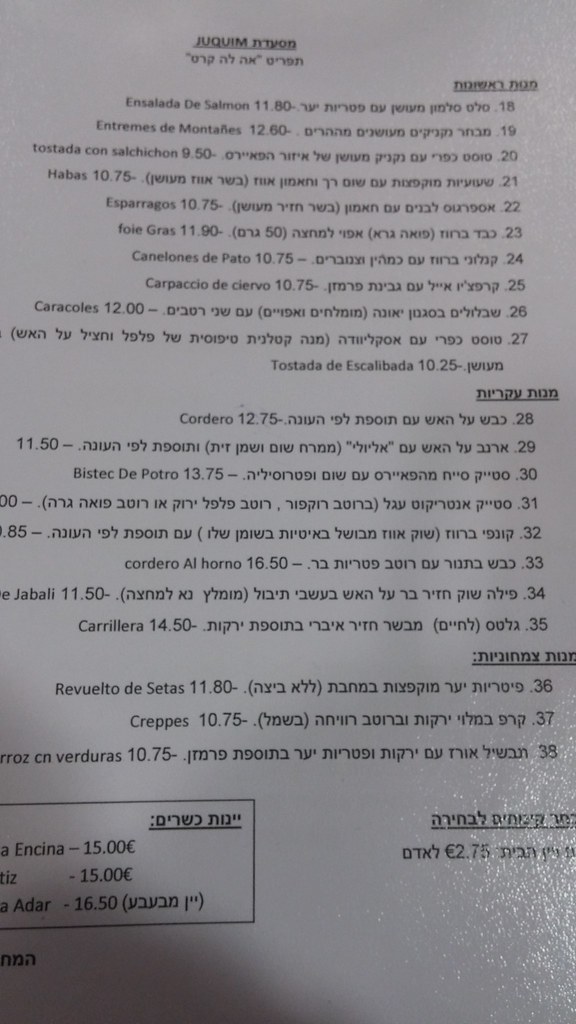 מסעדת JUQUIM
תפריט "אה לה קרט"
מנות ראשונות
18. סלט סלמון מעושן עם פטריות יער.-11.80 Ensalada De Salmon
19. מבחר נקניקים מעושנים מההרים .-12.60 Entremes de Montañes
20. טוסט כפרי עם נקניק מעושן של איזור הפאיירס. -9.50 tostada con salchichon
21. שעועיות מוקפצות עם שום רך וחאמון אווז (בשר אווז מעושן). -10.75 Habas
22. אספרגוס לבנים עם חאמון (בשר חזיר מעושן). -10.75 Esparragos
23. כבד ברווז (פואה גרא) אפוי למחצה (50 גרם). -11.90 foie Gras
24. קנלוני ברווז עם כמהין וצנוברים. – 10.75 Canelones de Pato
25. קרפצ'יו אייל עם גבינת פרמזן. -10.75 Carpaccio de ciervo
26. שבלולים בסגנון יאונה (מומלחים ואפויים) עם שני רטבים. – 12.00 Caracoles
27. טוסט כפרי עם אסקליוודה (מנה קטלנית טיפוסית של פלפל וחציל על האש)
מעושן.-10.25 Tostada de Escalibada
מנות עקריות
28. כבש על האש עם תוספת לפי העונה.-12.75 Cordero
29. ארנב על האש עם "אליולי" (ממרח שום ושמן זית) ותוספת לפי העונה. – 11.50
30. סטייק סייח מהפאיירס עם שום ופטרוסיליה. – 13.75 Bistec De Potro
31. סטייק אנטריקוט עגל (ברוטב רוקפור , רוטב פלפל ירוק או רוטב פואה גרה). – 00
32. קונפי ברווז (שוק אווז מבושל באיטיות בשומן שלו ) עם תוספת לפי העונה. – .85
33. כבש בתנור עם רוטב פטריות בר. – 16.50 cordero Al horno
34. פילה שוק חזיר בר על האש בעשבי תיבול (מומלץ נא למחצה). -11.50 e Jabali
35. גלטס (לחיים) מבשר חזיר איברי בתוספת ירקות. -14.50 Carrillera
מנות צמחוניות:
36. פיטריות יער מוקפצות במחבת (ללא ביצה). -11.80 Revuelto de Setas
37. קרפ במלוי ירקות וברוטב רוויחה (בשמל). -10.75 Creppes
38 תבשיל אורז עם ירקות ופטריות יער בתוספת פרמזן. -10.75 rroz cn verduras
קינוחים לבחירה
יין הבית 2.75€ לאדם
יינות כשרים:
a Encina – 15.00€
tiz - 15.00€
a Adar - 16.50 (יין מבעבע)
המח